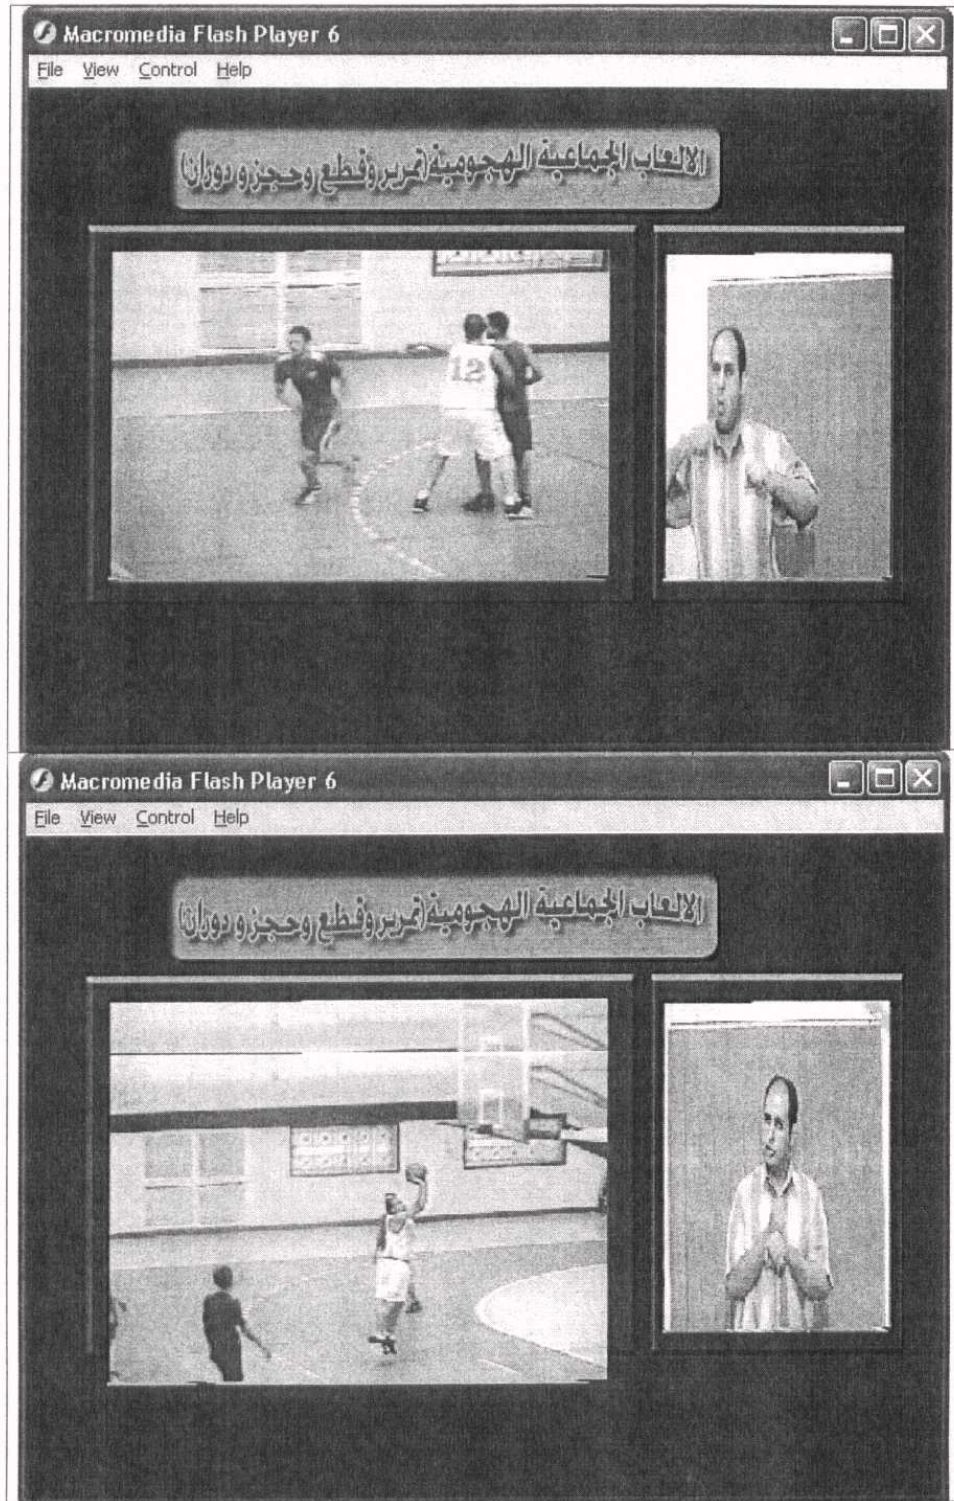 Macromedia Flash Player 6
File View Control Help
الالعاب الجماعية الهجومية (تمرير وقطع وحجز و دوران)
12
Macromedia Flash Player 6
File View Control Help
الالعاب الجماعية الهجومية (تمرير وقطع وحجز و دوران)